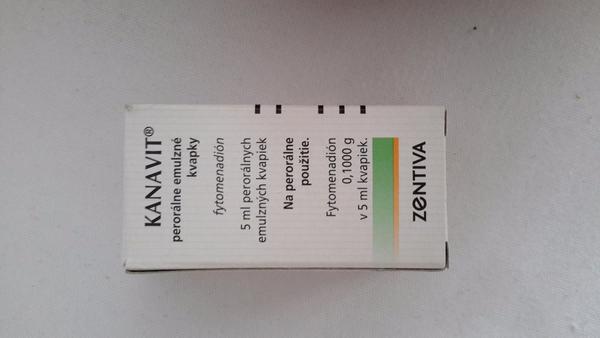 KANAVIT®
perorálne emulzné
kvapky
fytomenadión
5 ml perorálnych
emulzných kvapiek
Na perorálne
použitie.
Fytomenadión
0,1000 g
v 5 ml kvapiek.
ZENTIVA